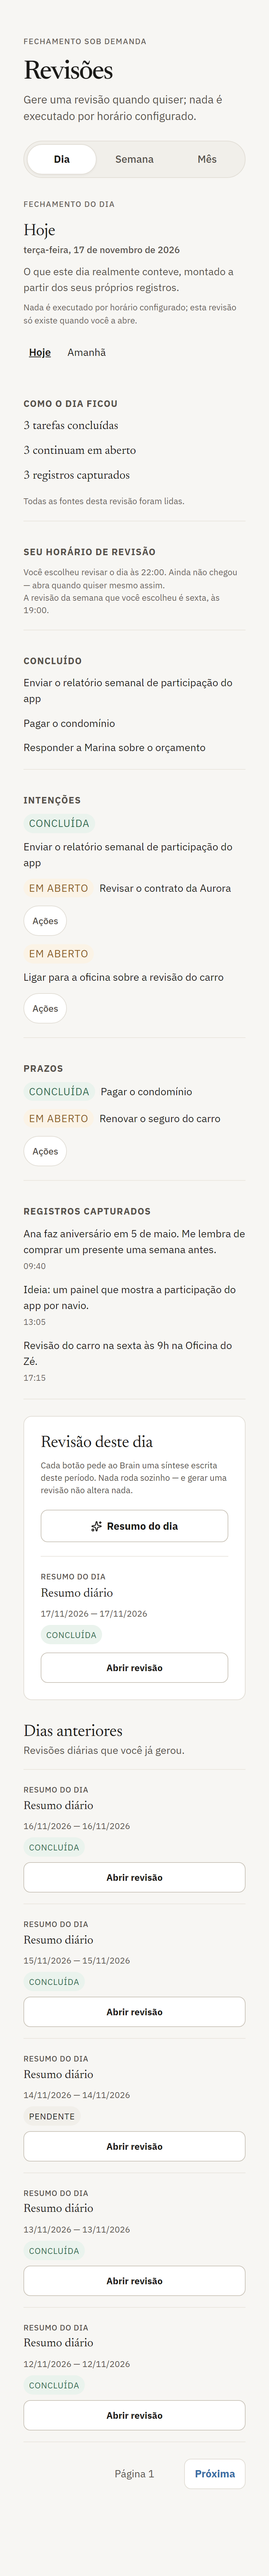 FECHAMENTO SOB DEMANDA
Revisões
Gere uma revisão quando quiser; nada é
executado por horário configurado.
Dia
Semana
Mês
FECHAMENTO DO DIA
Hoje
terça-feira, 17 de novembro de 2026
O que este dia realmente conteve, montado a
partir dos seus próprios registros.
Nada é executado por horário configurado; esta revisão
só existe quando você a abre.
Hoje
Amanhã
COMO O DIA FICOU
3 tarefas concluídas
3 continuam em aberto
3 registros capturados
Todas as fontes desta revisão foram lidas.
SEU HORÁRIO DE REVISÃO
Você escolheu revisar o dia às 22:00. Ainda não chegou
— abra quando quiser mesmo assim.
A revisão da semana que você escolheu é sexta, às
19:00.
CONCLUÍDO
Enviar o relatório semanal de participação do
app
Pagar o condomínio
Responder a Marina sobre o orçamento
INTENÇÕES
CONCLUÍDA
Enviar o relatório semanal de participação do
app
EM ABERTO Revisar o contrato da Aurora
Ações
EM ABERTO
Ligar para a oficina sobre a revisão do carro
Ações
PRAZOS
CONCLUÍDA Pagar o condomínio
EM ABERTO Renovar o seguro do carro
Ações
REGISTROS CAPTURADOS
Ana faz aniversário em 5 de maio. Me lembra de
comprar um presente uma semana antes.
09:40
Ideia: um painel que mostra a participação do
app por navio.
13:05
Revisão do carro na sexta às 9h na Oficina do
Zé.
17:15
Revisão deste dia
Cada botão pede ao Brain uma síntese escrita
deste período. Nada roda sozinho — e gerar uma
revisão não altera nada.
Resumo do dia
RESUMO DO DIA
Resumo diário
17/11/2026 — 17/11/2026
CONCLUÍDA
Abrir revisão
Dias anteriores
Revisões diárias que você já gerou.
RESUMO DO DIA
Resumo diário
16/11/2026 — 16/11/2026
CONCLUÍDA
Abrir revisão
RESUMO DO DIA
Resumo diário
15/11/2026 — 15/11/2026
CONCLUÍDA
Abrir revisão
RESUMO DO DIA
Resumo diário
14/11/2026 — 14/11/2026
PENDENTE
Abrir revisão
RESUMO DO DIA
Resumo diário
13/11/2026 — 13/11/2026
CONCLUÍDA
Abrir revisão
RESUMO DO DIA
Resumo diário
12/11/2026 — 12/11/2026
CONCLUÍDA
Abrir revisão
Página 1
Próxima